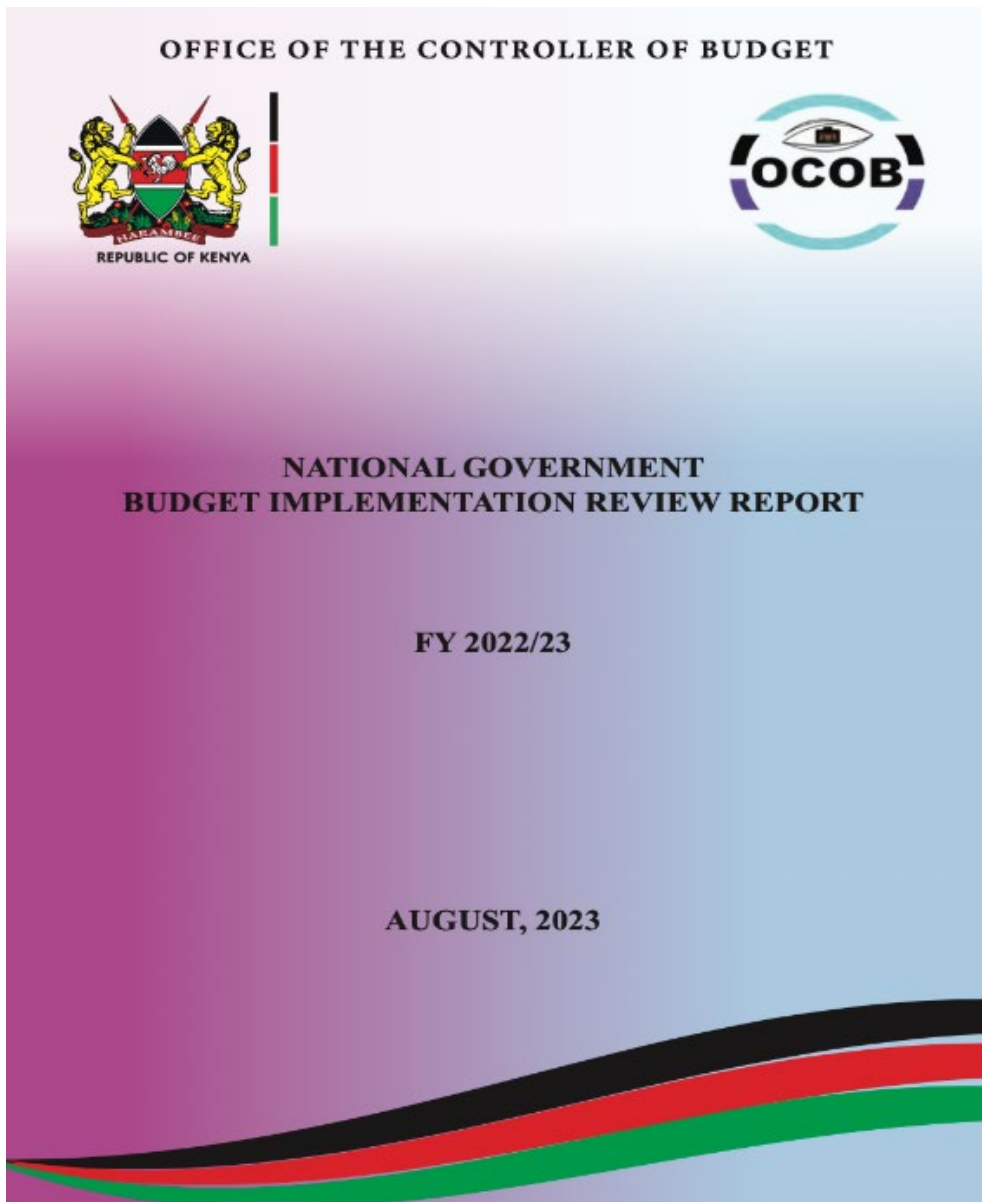 OFFICE OF THE CONTROLLER OF BUDGET
HARAMBEE
REPUBLIC OF KENYA
OCOB
NATIONAL GOVERNMENT
BUDGET IMPLEMENTATION REVIEW REPORT
FY 2022/23
AUGUST, 2023